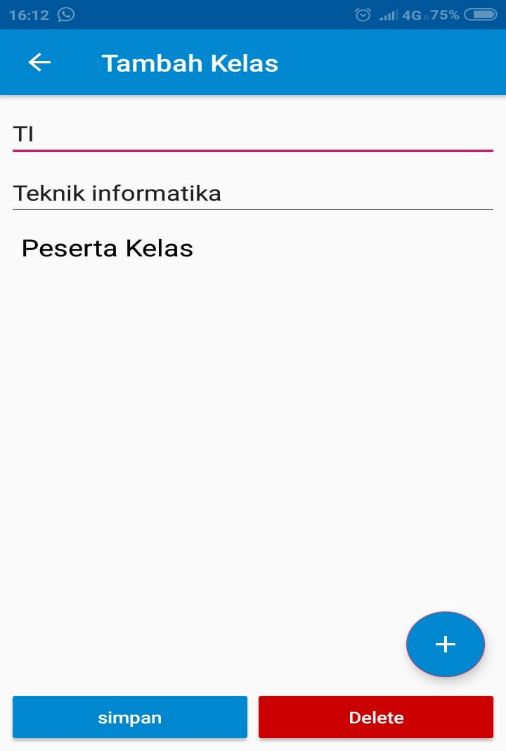 16:12 4G 75%
Tambah Kelas
TI
Teknik informatika
Peserta Kelas
+
simpan Delete